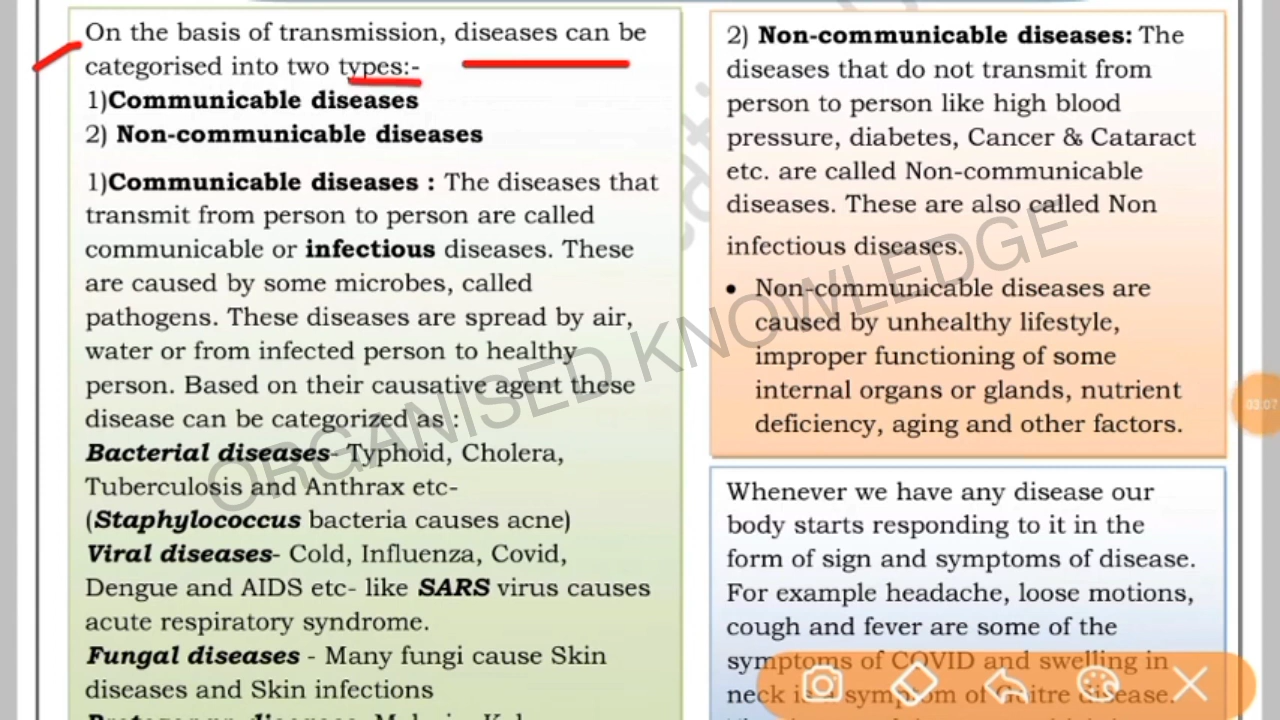 On the basis of transmission, diseases can be
categorised into two types:-
1)Communicable diseases
2) Non-communicable diseases
1)Communicable diseases : The diseases that
transmit from person to person are called
communicable or infectious diseases. These
are caused by some microbes, called
pathogens. These diseases are spread by air,
water or from infected person to healthy
person. Based on their causative agent these
disease can be categorized as :
Bacterial diseases- Typhoid, Cholera,
Tuberculosis and Anthrax etc-
(Staphylococcus bacteria causes acne)
Viral diseases- Cold, Influenza, Covid,
Dengue and AIDS etc- like SARS virus causes
acute respiratory syndrome.
Fungal diseases - Many fungi cause Skin
diseases and Skin infections
2) Non-communicable diseases: The
diseases that do not transmit from
person to person like high blood
pressure, diabetes, Cancer & Cataract
etc. are called Non-communicable
diseases. These are also called Non
infectious diseases.
• Non-communicable diseases are
caused by unhealthy lifestyle,
improper functioning of some
internal organs or glands, nutrient
deficiency, aging and other factors.
Whenever we have any disease our
body starts responding to it in the
form of sign and symptoms of disease.
For example headache, loose motions,
cough and fever are some of the
symptoms of COVID and swelling in
neck is a symptom of Goitre disease.
ORGANISED KNOWLEDGE
03:07